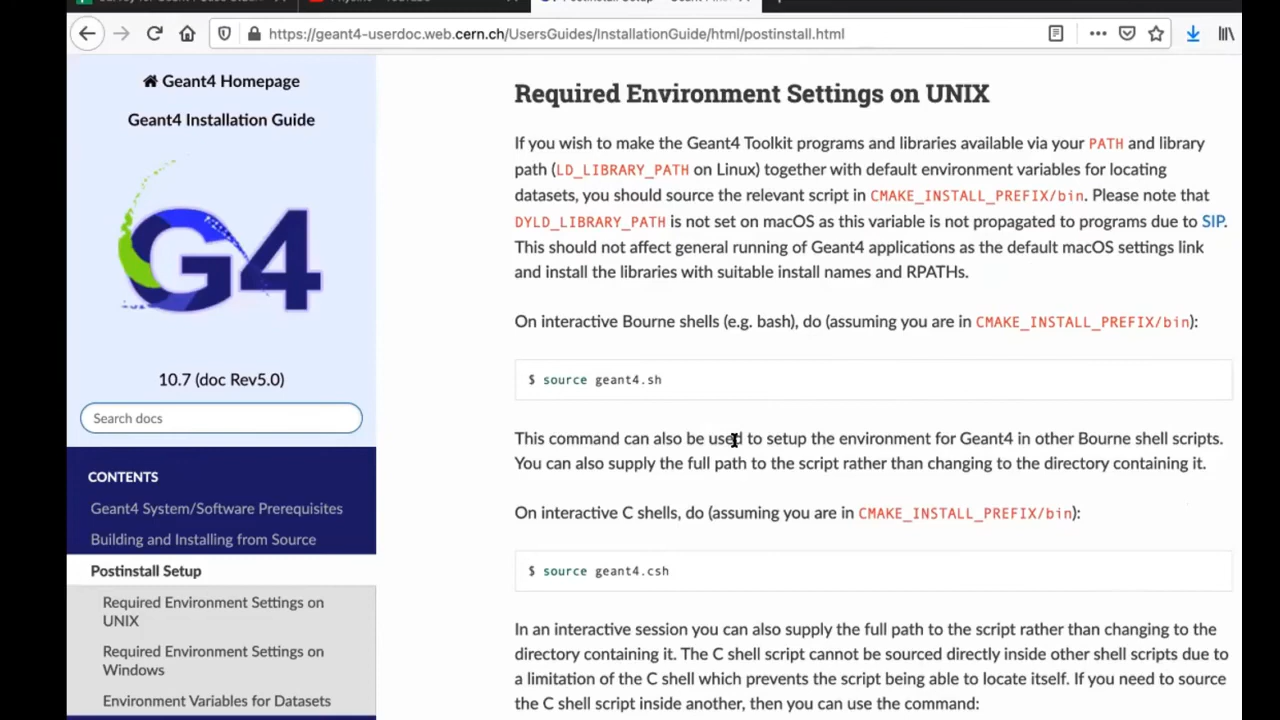 https://geant4-userdoc.web.cern.ch/UsersGuides/InstallationGuide/html/postinstall.html
Geant4 Homepage
Geant4 Installation Guide
G4
10.7 (doc Rev5.0)
Search docs
CONTENTS
Geant4 System/Software Prerequisites
Building and Installing from Source
Postinstall Setup
Required Environment Settings on
UNIX
Required Environment Settings on
Windows
Environment Variables for Datasets
Required Environment Settings on UNIX
If you wish to make the Geant4 Toolkit programs and libraries available via your PATH and library
path (LD_LIBRARY_PATH on Linux) together with default environment variables for locating
datasets, you should source the relevant script in CMAKE_INSTALL_PREFIX/bin. Please note that
DYLD_LIBRARY_PATH is not set on macOS as this variable is not propagated to programs due to SIP.
This should not affect general running of Geant4 applications as the default macOS settings link
and install the libraries with suitable install names and RPATHs.
On interactive Bourne shells (e.g. bash), do (assuming you are in CMAKE_INSTALL_PREFIX/bin):
$ source geant4.sh
This command can also be used to setup the environment for Geant4 in other Bourne shell scripts.
You can also supply the full path to the script rather than changing to the directory containing it.
On interactive C shells, do (assuming you are in CMAKE_INSTALL_PREFIX/bin):
$ source geant4.csh
In an interactive session you can also supply the full path to the script rather than changing to the
directory containing it. The C shell script cannot be sourced directly inside other shell scripts due to
a limitation of the C shell which prevents the script being able to locate itself. If you need to source
the C shell script inside another, then you can use the command: